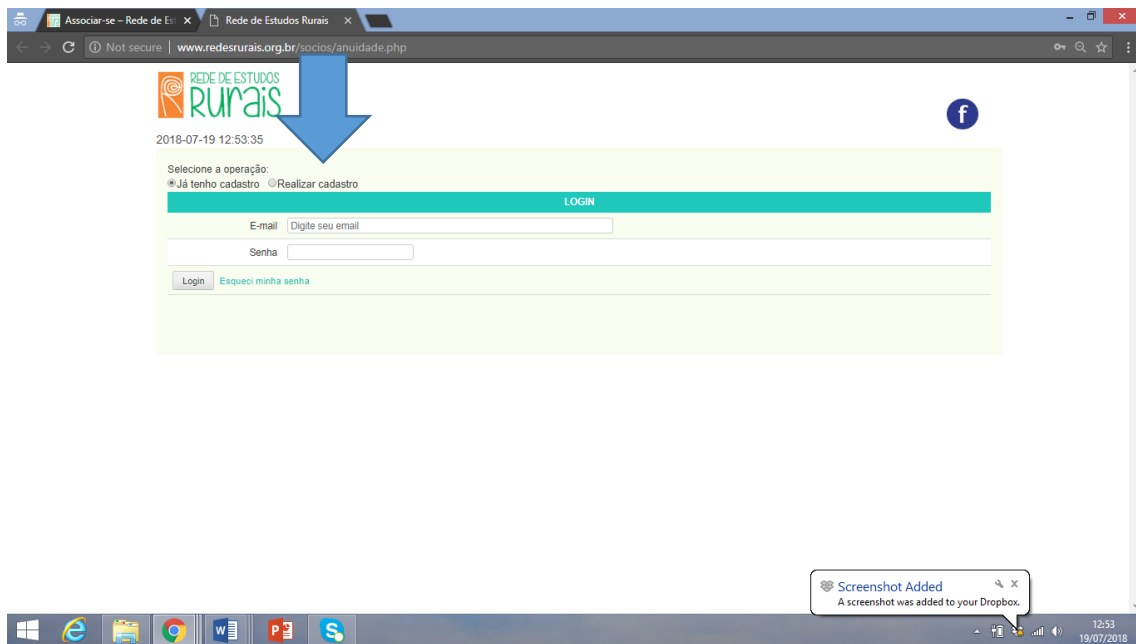 Associar-se – Rede de Es
Rede de Estudos Rurais
Not secure | www.redesrurais.org.br/socios/anuidade.php
REDE DE ESTUDOS
Rurais
f
2018-07-19 12:53:35
Selecione a operação:
Já tenho cadastro Realizar cadastro
LOGIN
E-mail Digite seu email
Senha
Login Esqueci minha senha
Screenshot Added
A screenshot was added to your Dropbox.
12:53
19/07/2018